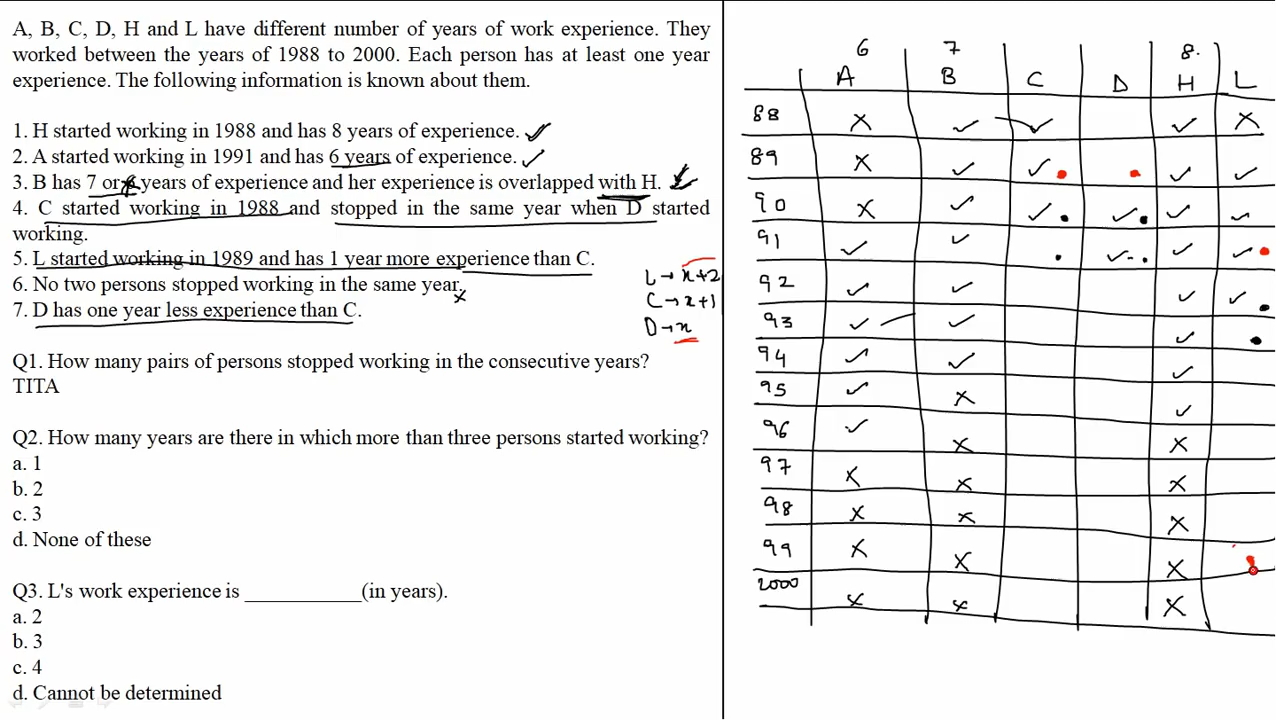 A, B, C, D, H and L have different number of years of work experience. They
worked between the years of 1988 to 2000. Each person has at least one year
experience. The following information is known about them.
1. H started working in 1988 and has 8 years of experience. ✓
2. A started working in 1991 and has 6 years of experience. ✓
3. B has 7 or years of experience and her experience is overlapped with H.
4. C started working in 1988 and stopped in the same year when D started
working.
5. L started working in 1989 and has 1 year more experience than C.
6. No two persons stopped working in the same year.
x
7. D has one year less experience than C.
L → x+2
C → x+1
D → x
Q1. How many pairs of persons stopped working in the consecutive years?
TITA
Q2. How many years are there in which more than three persons started working?
a. 1
b. 2
c. 3
d. None of these
Q3. L's work experience is ____________(in years).
a. 2
b. 3
c. 4
d. Cannot be determined
6 7 8.
A B C D H L
88 x ✓ ✓ ✓ x
89 x ✓ ✓ ✓ ✓
90 x ✓ ✓ ✓ ✓ ✓
91 ✓ ✓ ✓ ✓ ✓
92 ✓ ✓ ✓ ✓
93 ✓ ✓ ✓
94 ✓ ✓ ✓
95 ✓ x ✓
96 ✓ x x
97 x x x
98 x x x
99 x x x
2000 x x x